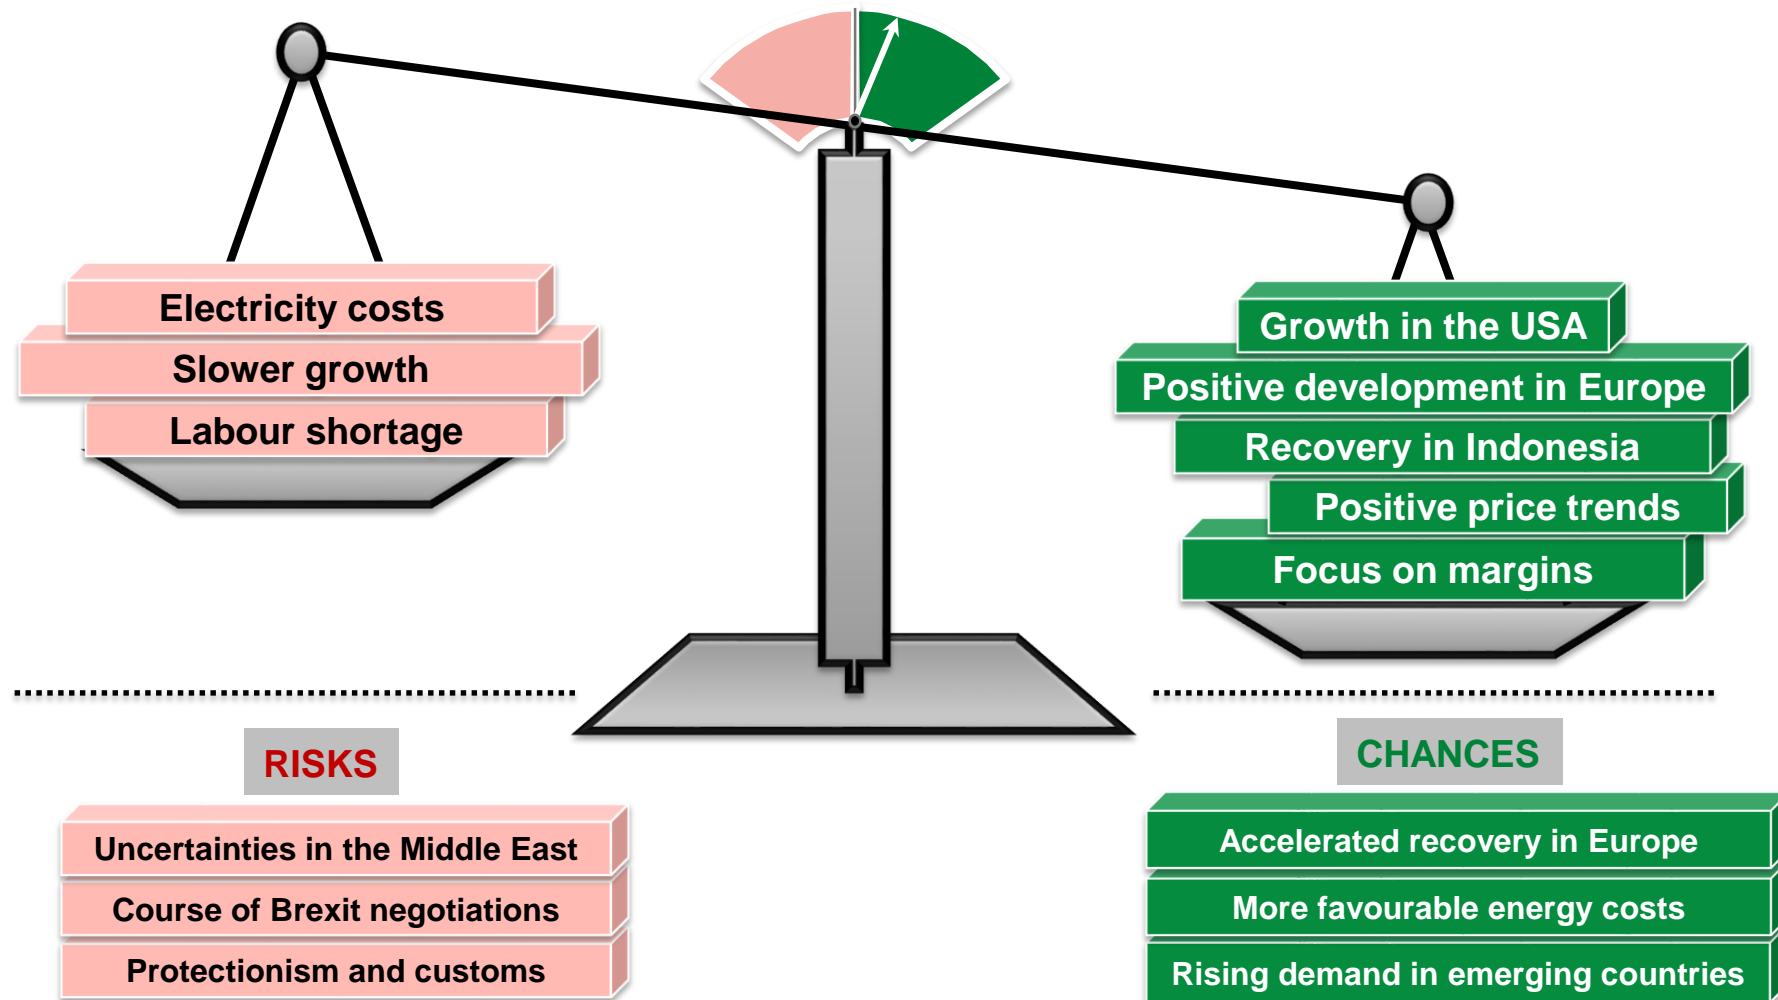 Electricity costs
Slower growth
Labour shortage
Growth in the USA
Positive development in Europe
Recovery in Indonesia
Positive price trends
Focus on margins
RISKS
Uncertainties in the Middle East
Course of Brexit negotiations
Protectionism and customs
CHANCES
Accelerated recovery in Europe
More favourable energy costs
Rising demand in emerging countries